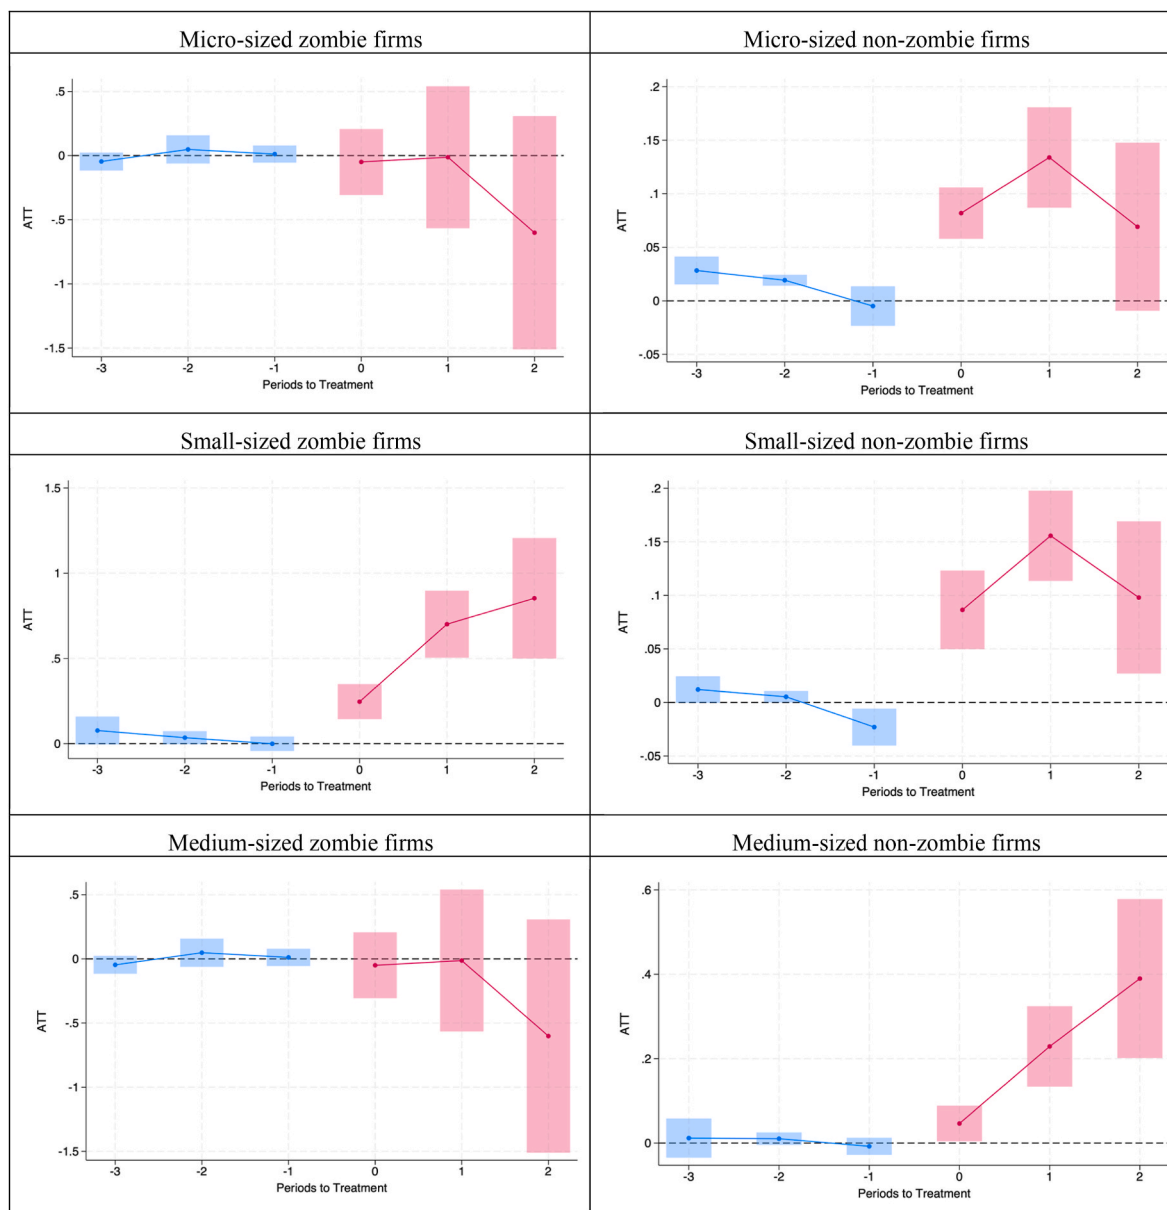 Micro-sized zombie firms
Micro-sized non-zombie firms
.5
0
-.5
-1
-1.5
ATT
-3 -2 -1 0 1 2
Periods to Treatment
.2
.15
.1
.05
0
-.05
ATT
-3 -2 -1 0 1 2
Periods to Treatment
Small-sized zombie firms
Small-sized non-zombie firms
1.5
1
.5
0
ATT
-3 -2 -1 0 1 2
Periods to Treatment
.2
.15
.1
.05
0
-.05
ATT
-3 -2 -1 0 1 2
Periods to Treatment
Medium-sized zombie firms
Medium-sized non-zombie firms
.5
0
-.5
-1
-1.5
ATT
-3 -2 -1 0 1 2
Periods to Treatment
.6
.4
.2
0
ATT
-3 -2 -1 0 1 2
Periods to Treatment